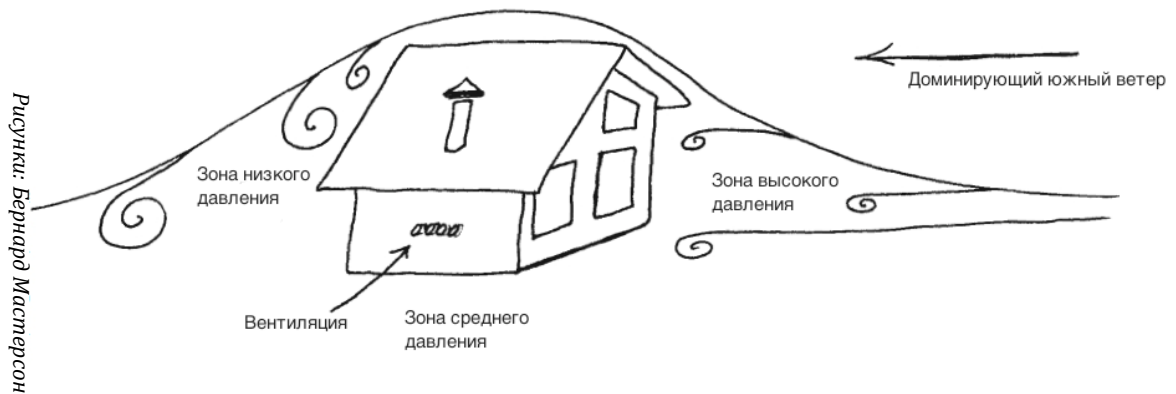 Доминирующий южный ветер
Зона низкого
давления
Зона высокого
давления
Вентиляция
Зона среднего
давления
Рисунки: Бернард Мастерсон